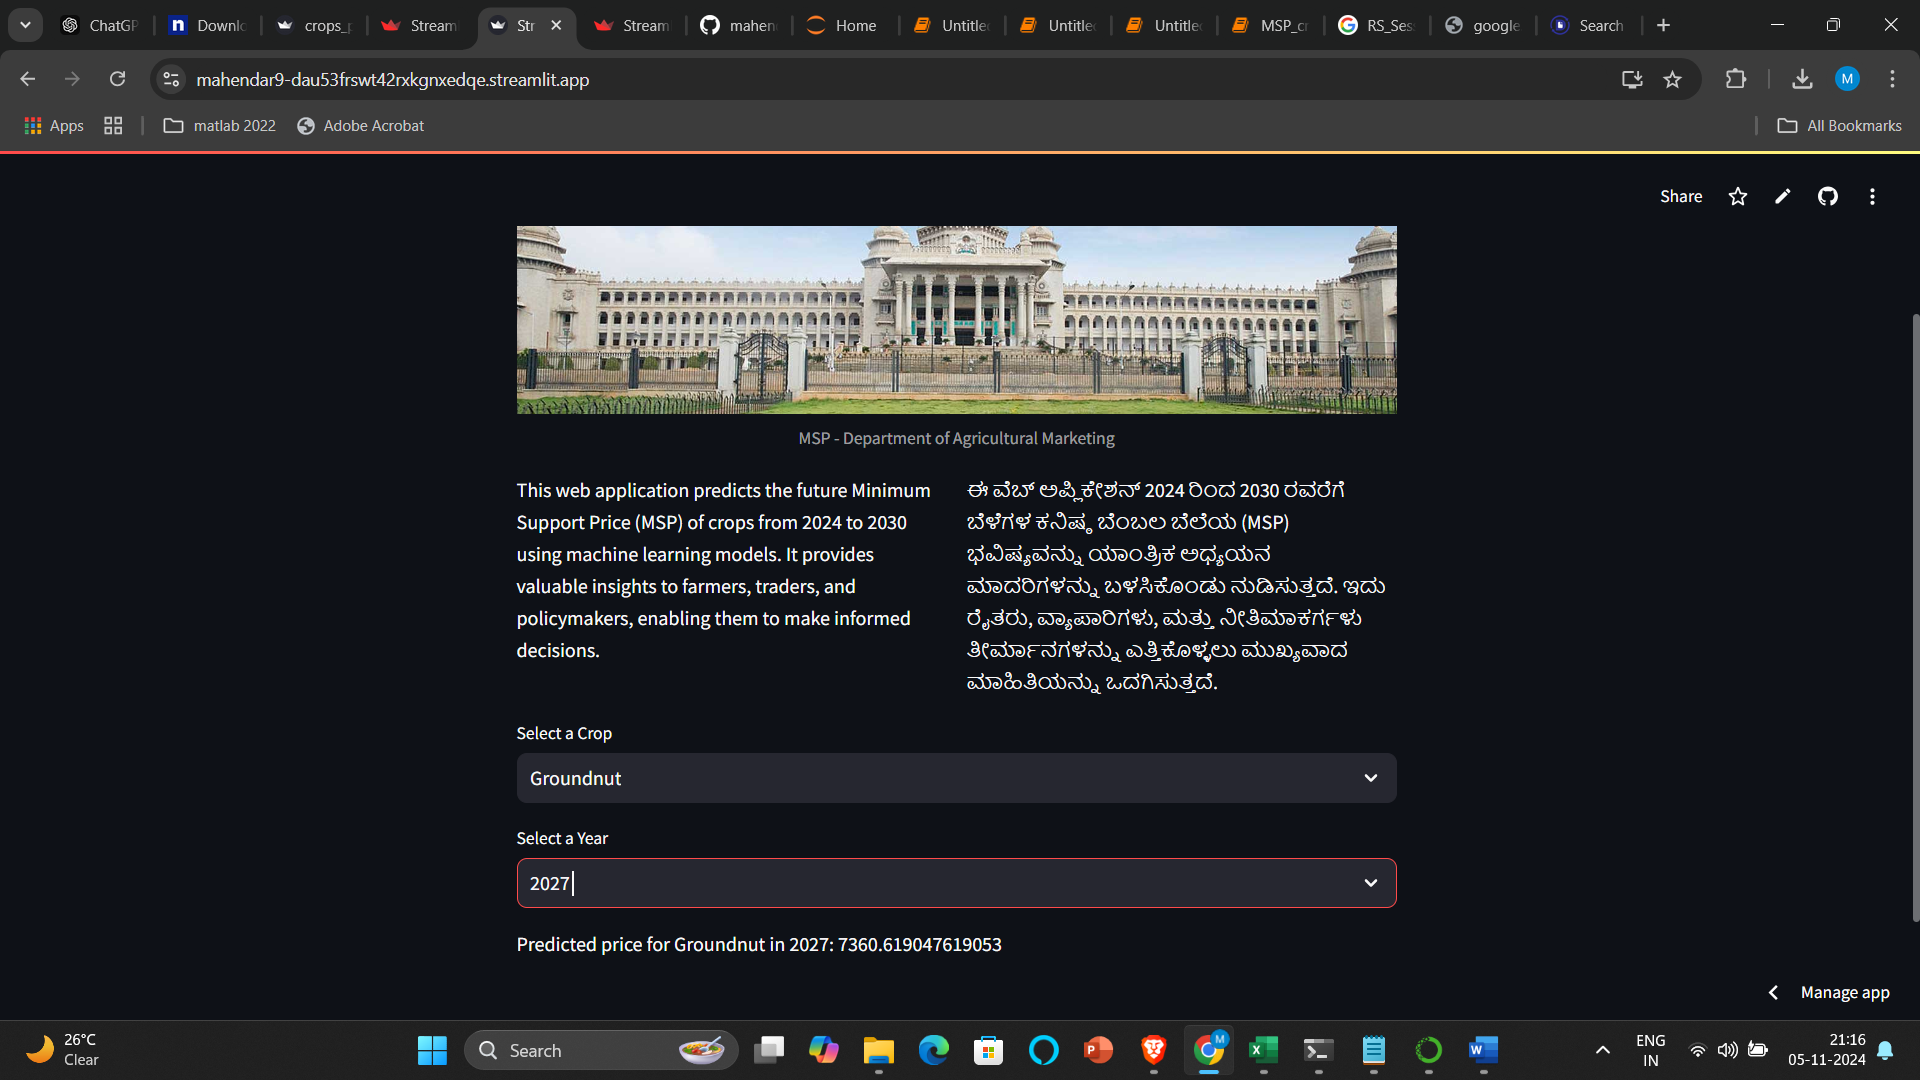 ChatGP
Downlo
crops_p
Stream
Str
Stream
mahen
Home
Untitle
Untitle
Untitle
MSP_cr
RS_Ses
google
Search
mahendar9-dau53frswt42rxkgnxedqe.streamlit.app
M
Apps
matlab 2022
Adobe Acrobat
All Bookmarks
Share
MSP - Department of Agricultural Marketing
This web application predicts the future Minimum
Support Price (MSP) of crops from 2024 to 2030
using machine learning models. It provides
valuable insights to farmers, traders, and
policymakers, enabling them to make informed
decisions.
ಈ ವೆಬ್ ಅಪ್ಲಿಕೇಶನ್ 2024 ರಿಂದ 2030 ರವರೆಗೆ
ಬೆಳೆಗಳ ಕನಿಷ್ಠ ಬೆಂಬಲ ಬೆಲೆಯ (MSP)
ಭವಿಷ್ಯವನ್ನು ಯಾಂತ್ರಿಕ ಅಧ್ಯಯನ
ಮಾದರಿಗಳನ್ನು ಬಳಸಿಕೊಂಡು ನುಡಿಸುತ್ತದೆ. ಇದು
ರೈತರು, ವ್ಯಾಪಾರಿಗಳು, ಮತ್ತು ನೀತಿಮಾಕರ್ಗಳು
ತೀರ್ಮಾನಗಳನ್ನು ಎತ್ತಿಕೊಳ್ಳಲು ಮುಖ್ಯವಾದ
ಮಾಹಿತಿಯನ್ನು ಒದಗಿಸುತ್ತದೆ.
Select a Crop
Groundnut
Select a Year
2027
Predicted price for Groundnut in 2027: 7360.619047619053
Manage app
26°C
Clear
Search
ENG
IN
21:16
05-11-2024